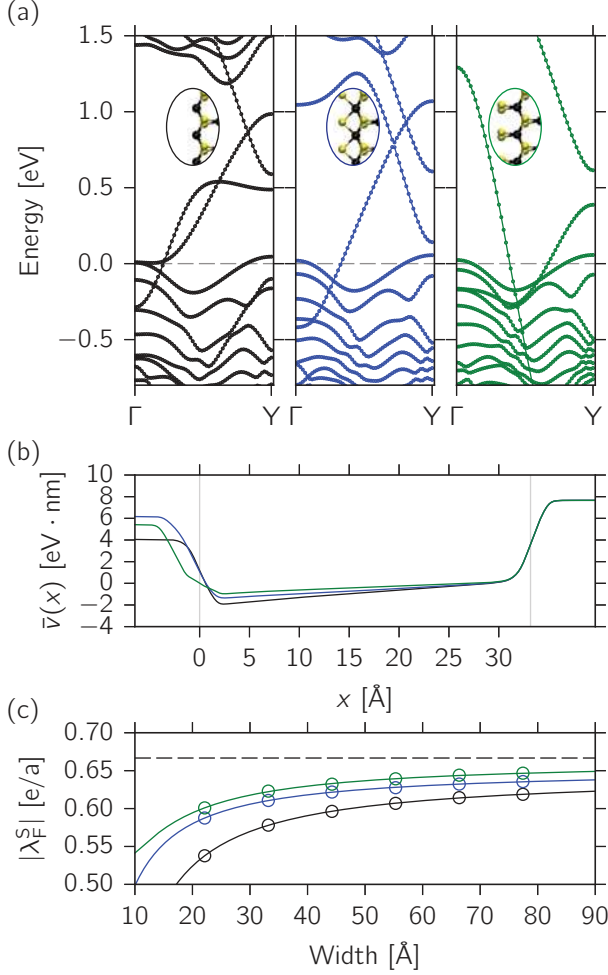 (a)
Energy [eV]
1.5
1.0
0.5
0.0
−0.5
Γ Y Γ Y Γ Y
(b)
v̄(x) [eV · nm]
10
8
6
4
2
0
−2
−4
0 5 10 15 20 25 30
x [Å]
(c)
|λ_F^S| [e/a]
0.70
0.65
0.60
0.55
0.50
10 20 30 40 50 60 70 80 90
Width [Å]